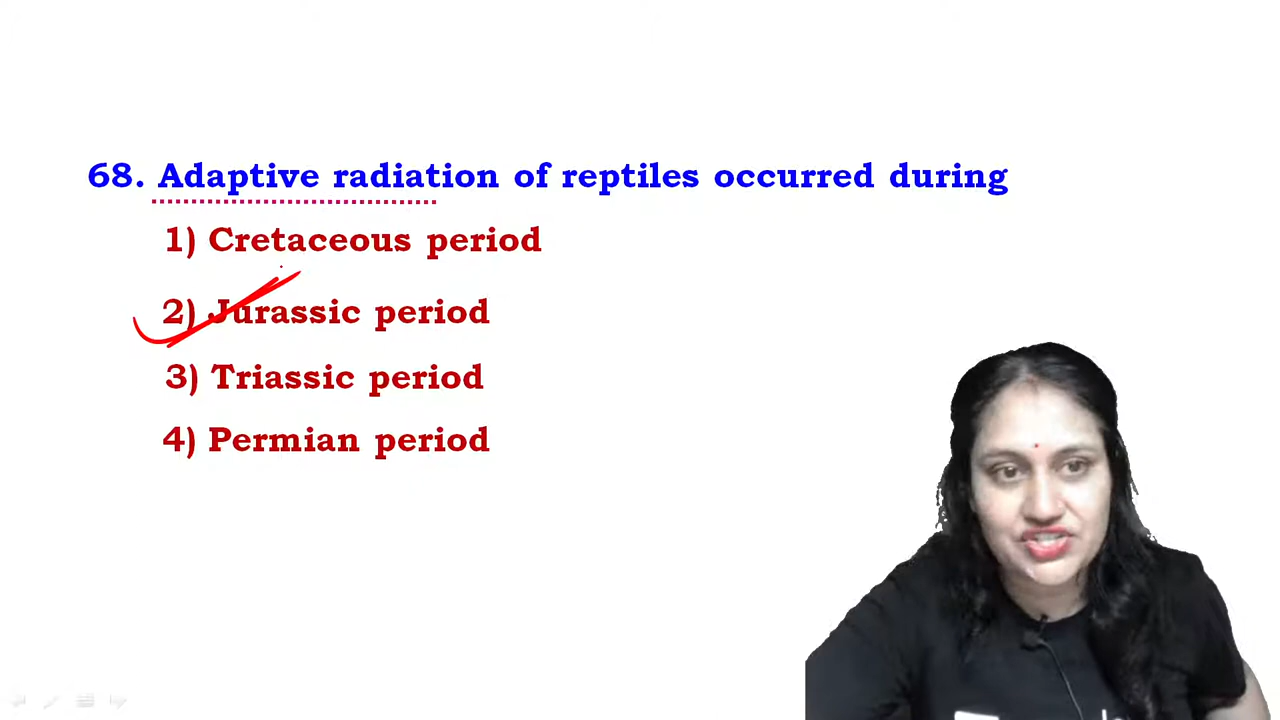 68. Adaptive radiation of reptiles occurred during
1) Cretaceous period
2) Jurassic period
3) Triassic period
4) Permian period